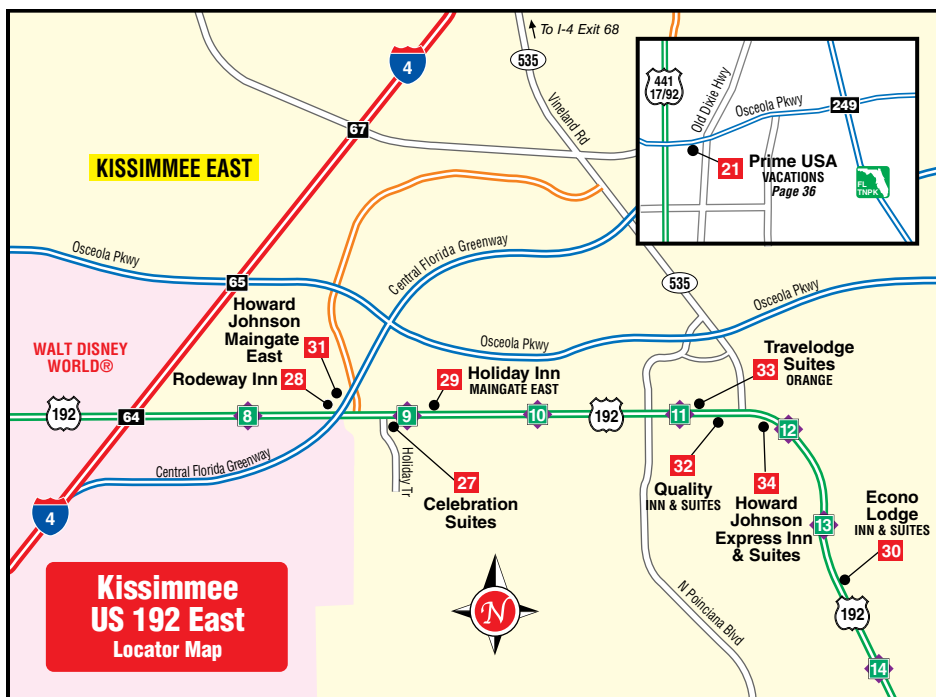 To I-4 Exit 68
4
535
67
Vineland Rd
KISSIMMEE EAST
441
17/92
Old Dixie Hwy
Osceola Pkwy
249
21
Prime USA
VACATIONS
Page 36
FL
TNPK
Osceola Pkwy
65
Central Florida Greenway
535
Osceola Pkwy
Osceola Pkwy
WALT DISNEY
WORLD®
Howard
Johnson
Maingate
East
31
Rodeway Inn
28
29
Holiday Inn
MAINGATE EAST
33
Travelodge
Suites
ORANGE
192
64
8
9
10
192
11
12
Central Florida Greenway
Holiday Tr
27
Celebration
Suites
32
Quality
INN & SUITES
34
Howard
Johnson
Express Inn
& Suites
13
Econo
Lodge
INN & SUITES
30
4
N
N Poinciana Blvd
192
14
Kissimmee
US 192 East
Locator Map